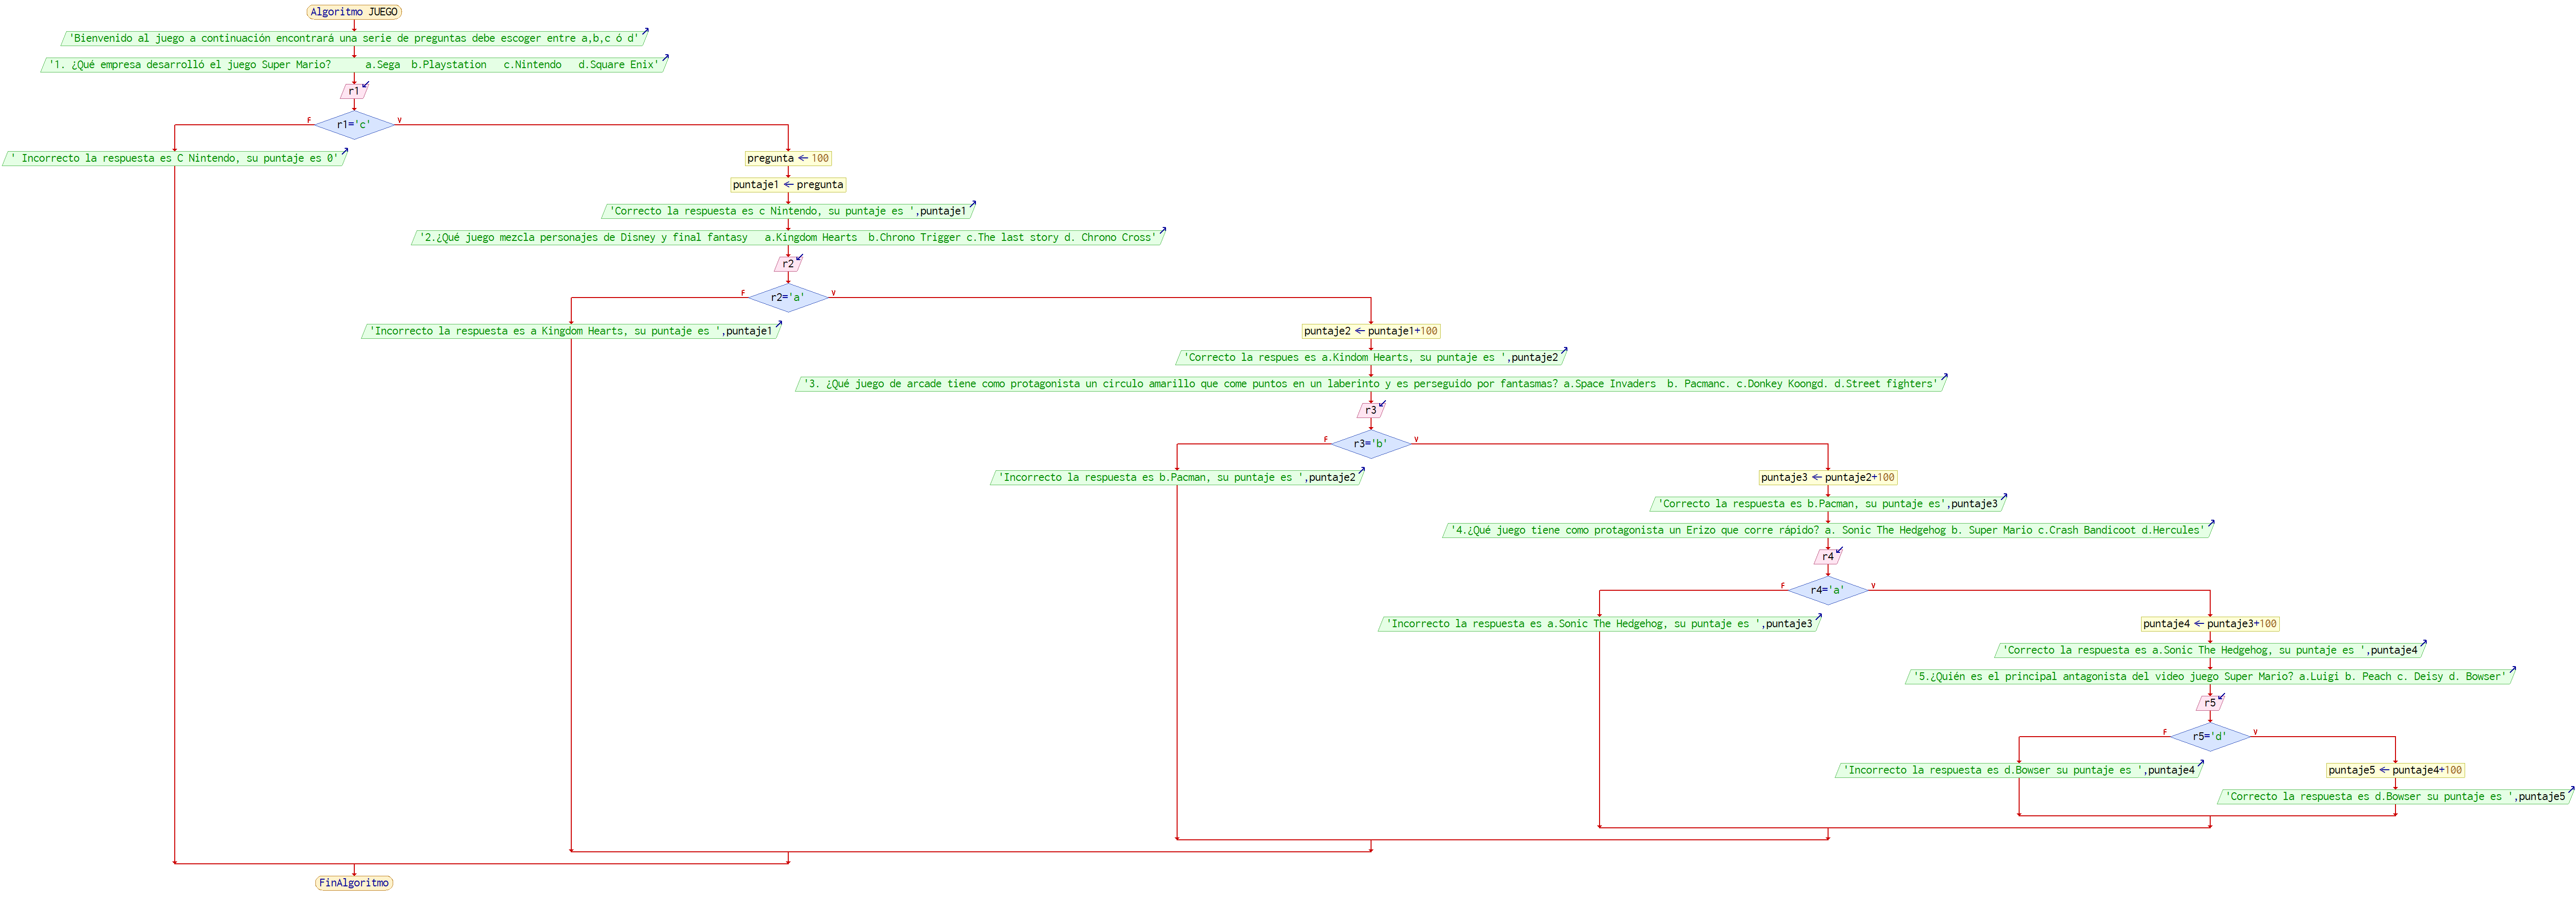 Algoritmo JUEGO
'Bienvenido al juego a continuación encontrará una serie de preguntas debe escoger entre a,b,c ó d'
'1. ¿Qué empresa desarrolló el juego Super Mario?      a.Sega  b.Playstation   c.Nintendo   d.Square Enix'
r1
F r1='c' V
' Incorrecto la respuesta es C Nintendo, su puntaje es 0'
pregunta ← 100
puntaje1 ← pregunta
'Correcto la respuesta es c Nintendo, su puntaje es ',puntaje1
'2.¿Qué juego mezcla personajes de Disney y final fantasy   a.Kingdom Hearts  b.Chrono Trigger c.The last story d. Chrono Cross'
r2
F r2='a' V
'Incorrecto la respuesta es a Kingdom Hearts, su puntaje es ',puntaje1
puntaje2 ← puntaje1+100
'Correcto la respues es a.Kindom Hearts, su puntaje es ',puntaje2
'3. ¿Qué juego de arcade tiene como protagonista un circulo amarillo que come puntos en un laberinto y es perseguido por fantasmas? a.Space Invaders  b. Pacmanc. c.Donkey Koongd. d.Street fighters'
r3
F r3='b' V
'Incorrecto la respuesta es b.Pacman, su puntaje es ',puntaje2
puntaje3 ← puntaje2+100
'Correcto la respuesta es b.Pacman, su puntaje es',puntaje3
'4.¿Qué juego tiene como protagonista un Erizo que corre rápido? a. Sonic The Hedgehog b. Super Mario c.Crash Bandicoot d.Hercules'
r4
F r4='a' V
'Incorrecto la respuesta es a.Sonic The Hedgehog, su puntaje es ',puntaje3
puntaje4 ← puntaje3+100
'Correcto la respuesta es a.Sonic The Hedgehog, su puntaje es ',puntaje4
'5.¿Quién es el principal antagonista del video juego Super Mario? a.Luigi b. Peach c. Deisy d. Bowser'
r5
F r5='d' V
'Incorrecto la respuesta es d.Bowser su puntaje es ',puntaje4
puntaje5 ← puntaje4+100
'Correcto la respuesta es d.Bowser su puntaje es ',puntaje5
FinAlgoritmo